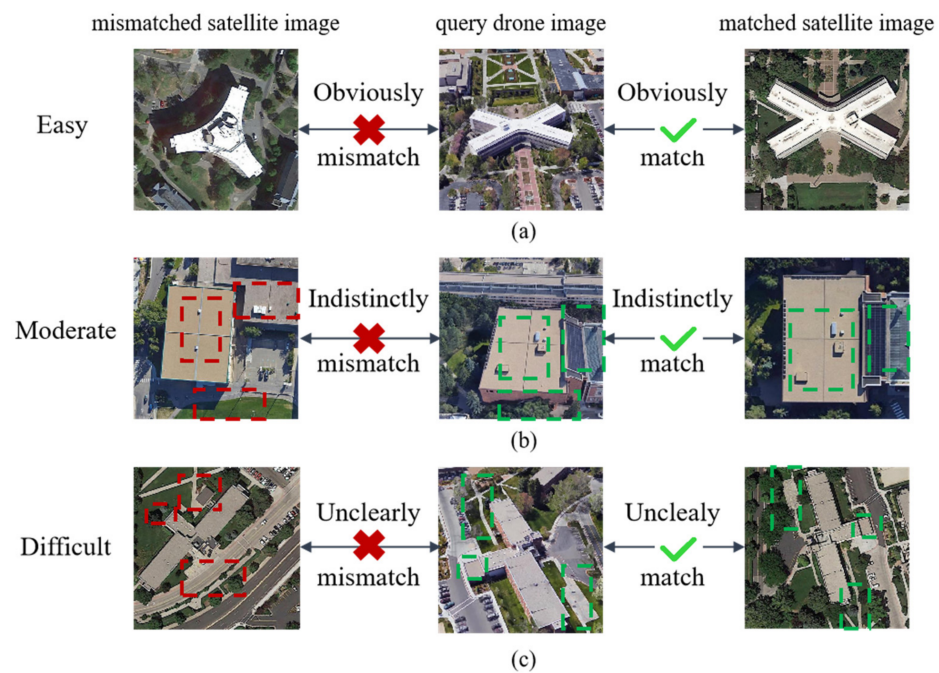 mismatched satellite image query drone image matched satellite image
Easy
Obviously
mismatch
Obviously
match
(a)
Moderate
Indistinctly
mismatch
Indistinctly
match
(b)
Difficult
Unclearly
mismatch
Unclealy
match
(c)